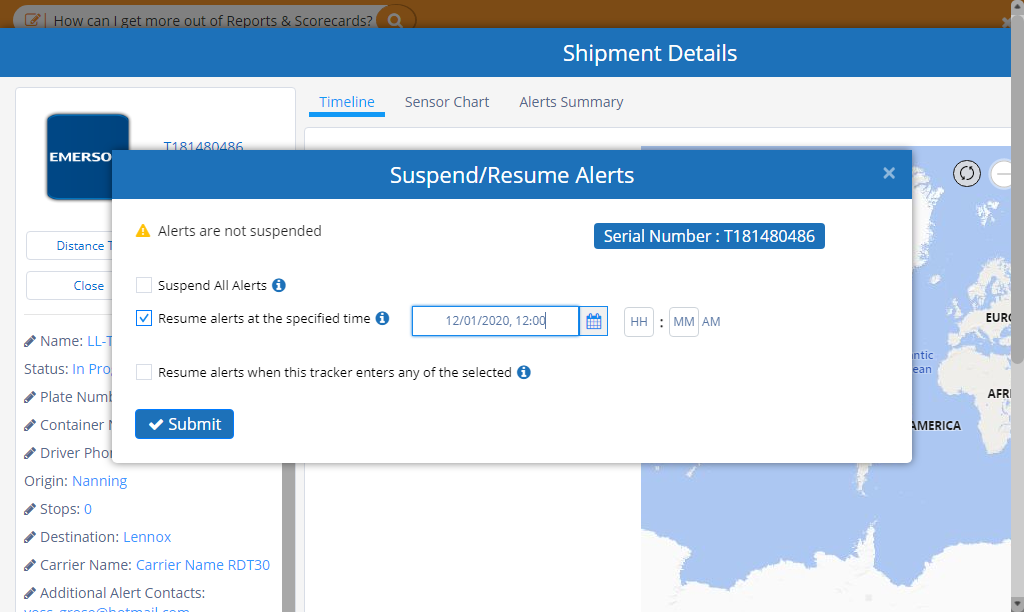 How can I get more out of Reports & Scorecards?
Shipment Details
Timeline
Sensor Chart
Alerts Summary
EMERSO
T181480486
Suspend/Resume Alerts
Alerts are not suspended
Serial Number : T181480486
Suspend All Alerts
Resume alerts at the specified time
12/01/2020, 12:00
HH : MM AM
Resume alerts when this tracker enters any of the selected
Submit
Distance T
Close
Name: LL-T
Status: In Pro
Plate Numb
Container N
Driver Phor
Origin: Nanning
Stops: 0
Destination: Lennox
Carrier Name: Carrier Name RDT30
Additional Alert Contacts:
EURO
ntic
ean
AFRI
AMERICA